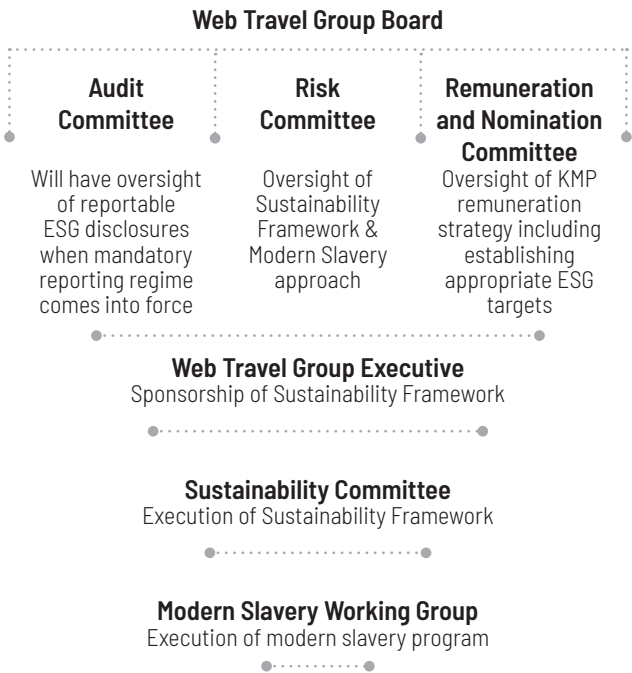 Web Travel Group Board
Audit
Committee
Will have oversight
of reportable
ESG disclosures
when mandatory
reporting regime
comes into force
Risk
Committee
Oversight of
Sustainability
Framework &
Modern Slavery
approach
Remuneration
and Nomination
Committee
Oversight of KMP
remuneration
strategy including
establishing
appropriate ESG
targets
Web Travel Group Executive
Sponsorship of Sustainability Framework
Sustainability Committee
Execution of Sustainability Framework
Modern Slavery Working Group
Execution of modern slavery program